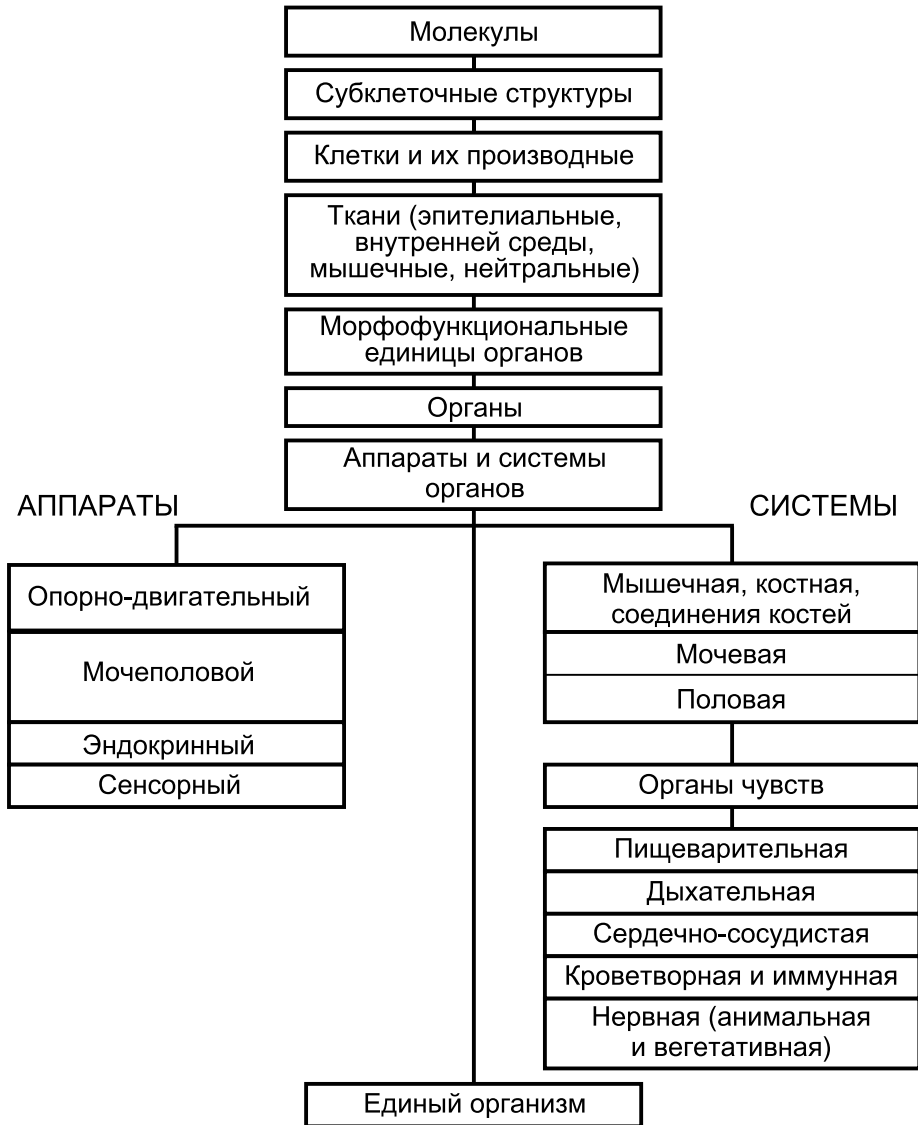 Молекулы
Субклеточные структуры
Клетки и их производные
Ткани (эпителиальные,
внутренней среды,
мышечные, нейтральные)
Морфофункциональные
единицы органов
Органы
Аппараты и системы
органов
АППАРАТЫ
Опорно-двигательный
Мочеполовой
Эндокринный
Сенсорный
СИСТЕМЫ
Мышечная, костная,
соединения костей
Мочевая
Половая
Органы чувств
Пищеварительная
Дыхательная
Сердечно-сосудистая
Кроветворная и иммунная
Нервная (анимальная
и вегетативная)
Единый организм